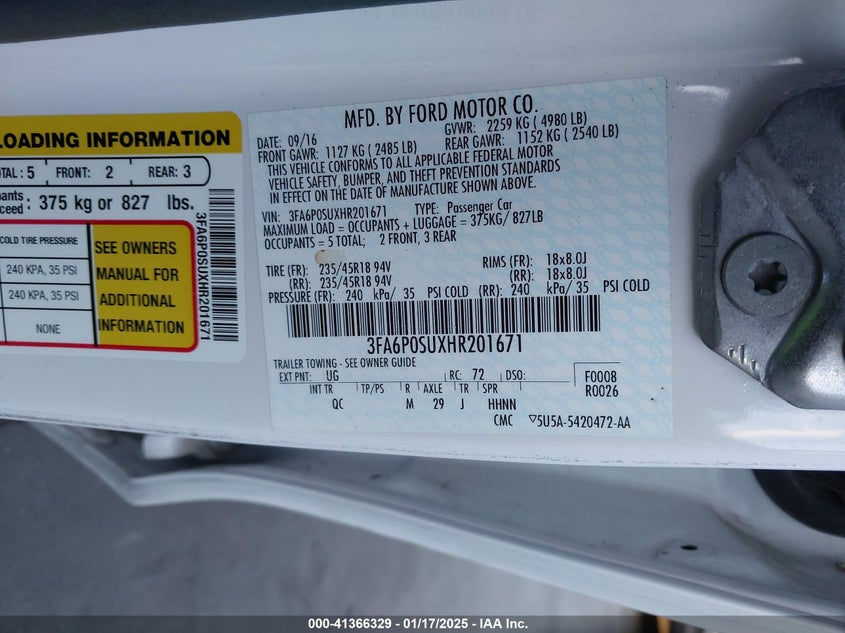 LOADING INFORMATION
TOTAL: 5 FRONT: 2 REAR: 3
375 kg or 827 lbs.
COLD TIRE PRESSURE
240 KPA, 35 PSI
240 KPA, 35 PSI
NONE
SEE OWNERS
MANUAL FOR
ADDITIONAL
INFORMATION
3FA6P0SUXHR201671
MFD. BY FORD MOTOR CO.
DATE: 09/16 GVWR: 2259 KG ( 4980 LB)
FRONT GAWR: 1127 KG ( 2485 LB) REAR GAWR: 1152 KG ( 2540 LB)
THIS VEHICLE CONFORMS TO ALL APPLICABLE FEDERAL MOTOR
VEHICLE SAFETY, BUMPER, AND THEFT PREVENTION STANDARDS
IN EFFECT ON THE DATE OF MANUFACTURE SHOWN ABOVE.
VIN: 3FA6P0SUXHR201671 TYPE: Passenger Car
MAXIMUM LOAD = OCCUPANTS + LUGGAGE = 375KG/ 827LB
OCCUPANTS = 5 TOTAL; 2 FRONT, 3 REAR
TIRE (FR): 235/45R18 94V RIMS (FR): 18x8.0J
(RR): 235/45R18 94V (RR): 18x8.0J
PRESSURE (FR): 240 kPa/ 35 PSI COLD (RR): 240 kPa/ 35 PSI COLD
3FA6P0SUXHR201671
TRAILER TOWING - SEE OWNER GUIDE
EXT PNT: UG RC: 72 DSO: F0008
INT TR TP/PS R AXLE TR SPR R0026
QC M 29 J HHNN
CMC ▽5U5A-5420472-AA
000-41366329 - 01/17/2025 - IAA Inc.